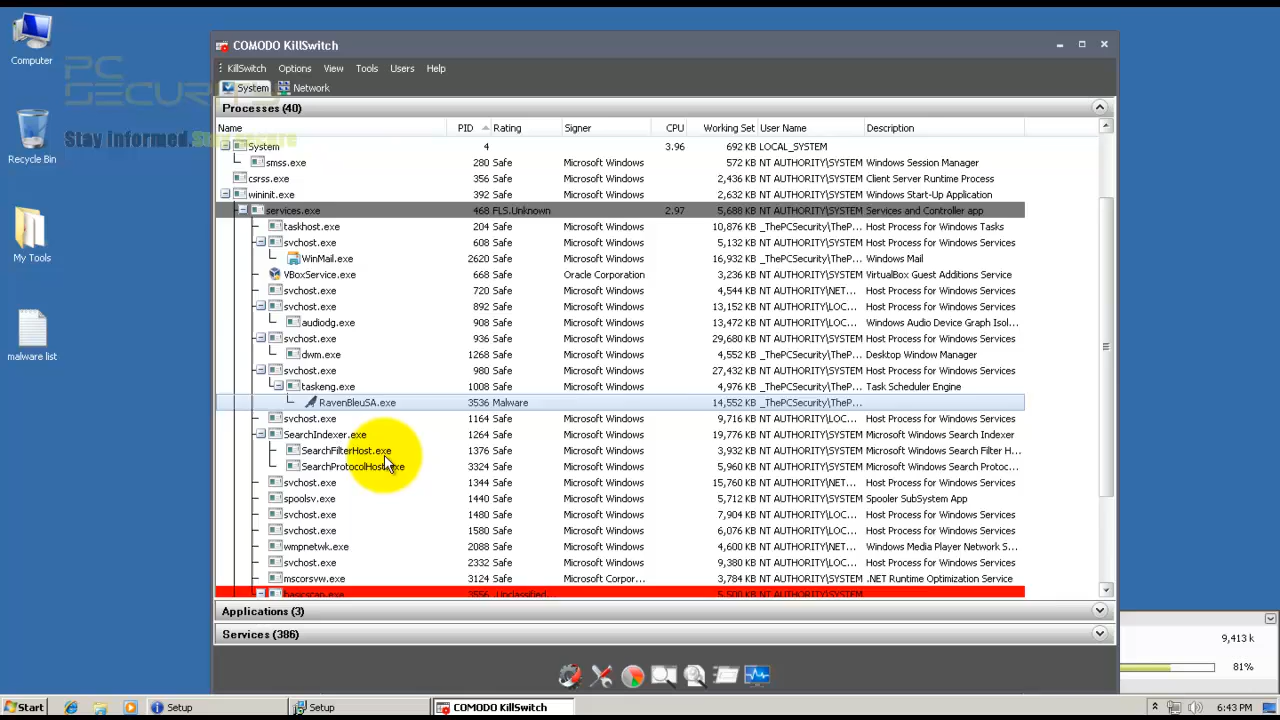 COMODO KillSwitch
KillSwitch Options View Tools Users Help
System Network
Processes (40)
Name PID Rating Signer CPU Working Set User Name Description
System 4 3.96 692 KB LOCAL_SYSTEM
smss.exe 280 Safe Microsoft Windows 572 KB NT AUTHORITY\SYSTEM Windows Session Manager
csrss.exe 356 Safe Microsoft Windows 2,436 KB NT AUTHORITY\SYSTEM Client Server Runtime Process
wininit.exe 392 Safe Microsoft Windows 2,632 KB NT AUTHORITY\SYSTEM Windows Start-Up Application
services.exe 468 FLS.Unknown 2.97 5,688 KB NT AUTHORITY\SYSTEM Services and Controller app
taskhost.exe 204 Safe Microsoft Windows 10,876 KB _ThePCSecurity\TheP... Host Process for Windows Tasks
svchost.exe 608 Safe Microsoft Windows 5,132 KB NT AUTHORITY\SYSTEM Host Process for Windows Services
WinMail.exe 2620 Safe Microsoft Windows 16,932 KB _ThePCSecurity\TheP... Windows Mail
VBoxService.exe 668 Safe Oracle Corporation 3,236 KB NT AUTHORITY\SYSTEM VirtualBox Guest Additions Service
svchost.exe 720 Safe Microsoft Windows 4,544 KB NT AUTHORITY\NET... Host Process for Windows Services
svchost.exe 892 Safe Microsoft Windows 13,152 KB NT AUTHORITY\LOC... Host Process for Windows Services
audiodg.exe 908 Safe Microsoft Windows 13,472 KB NT AUTHORITY\LOC... Windows Audio Device Graph Isol...
svchost.exe 936 Safe Microsoft Windows 29,680 KB NT AUTHORITY\SYSTEM Host Process for Windows Services
dwm.exe 1268 Safe Microsoft Windows 4,552 KB _ThePCSecurity\TheP... Desktop Window Manager
svchost.exe 980 Safe Microsoft Windows 27,432 KB NT AUTHORITY\SYSTEM Host Process for Windows Services
taskeng.exe 1008 Safe Microsoft Windows 4,976 KB _ThePCSecurity\TheP... Task Scheduler Engine
RavenBleuSA.exe 3536 Malware 14,552 KB _ThePCSecurity\TheP...
svchost.exe 1164 Safe Microsoft Windows 9,716 KB NT AUTHORITY\LOC... Host Process for Windows Services
SearchIndexer.exe 1264 Safe Microsoft Windows 19,776 KB NT AUTHORITY\SYSTEM Microsoft Windows Search Indexer
SearchFilterHost.exe 1376 Safe Microsoft Windows 3,932 KB NT AUTHORITY\SYSTEM Microsoft Windows Search Filter H...
SearchProtocolHost.exe 3324 Safe Microsoft Windows 5,960 KB NT AUTHORITY\SYSTEM Microsoft Windows Search Protoc...
svchost.exe 1344 Safe Microsoft Windows 15,760 KB NT AUTHORITY\NET... Host Process for Windows Services
spoolsv.exe 1440 Safe Microsoft Windows 5,712 KB NT AUTHORITY\SYSTEM Spooler SubSystem App
svchost.exe 1480 Safe Microsoft Windows 7,904 KB NT AUTHORITY\LOC... Host Process for Windows Services
svchost.exe 1580 Safe Microsoft Windows 6,076 KB NT AUTHORITY\LOC... Host Process for Windows Services
wmpnetwk.exe 2088 Safe Microsoft Windows 4,600 KB NT AUTHORITY\NET... Windows Media Player Network S...
svchost.exe 2332 Safe Microsoft Windows 9,380 KB NT AUTHORITY\LOC... Host Process for Windows Services
mscorsvw.exe 3124 Safe Microsoft Corpor... 3,784 KB NT AUTHORITY\SYSTEM .NET Runtime Optimization Service
3556 .Unclassified 5,500 KB NT AUTHORITY\SYSTEM
Applications (3)
Services (386)
Computer
Recycle Bin
My Tools
malware list
PC
SECURI
Stay informed. Stay secure
9,413 k
81%
Start Setup Setup COMODO KillSwitch 6:43 PM